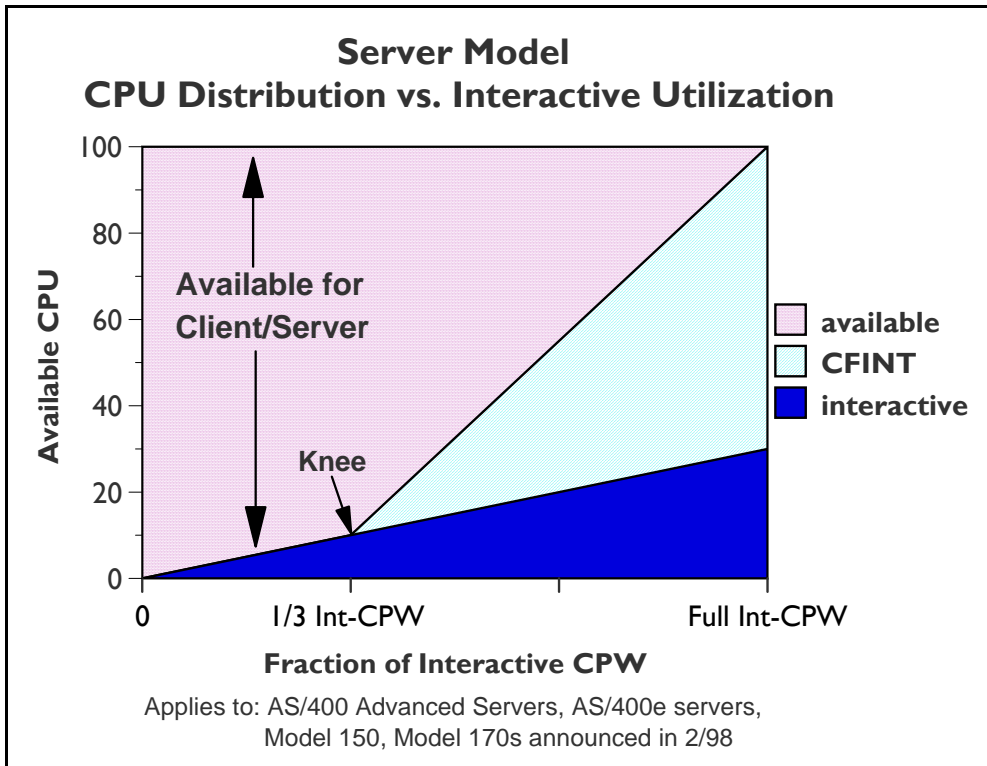 Server Model
CPU Distribution vs. Interactive Utilization
Available CPU
100
80
60
40
20
0
Available for
Client/Server
Knee
available
CFINT
interactive
0
1/3 Int-CPW
Full Int-CPW
Fraction of Interactive CPW
Applies to: AS/400 Advanced Servers, AS/400e servers,
Model 150, Model 170s announced in 2/98